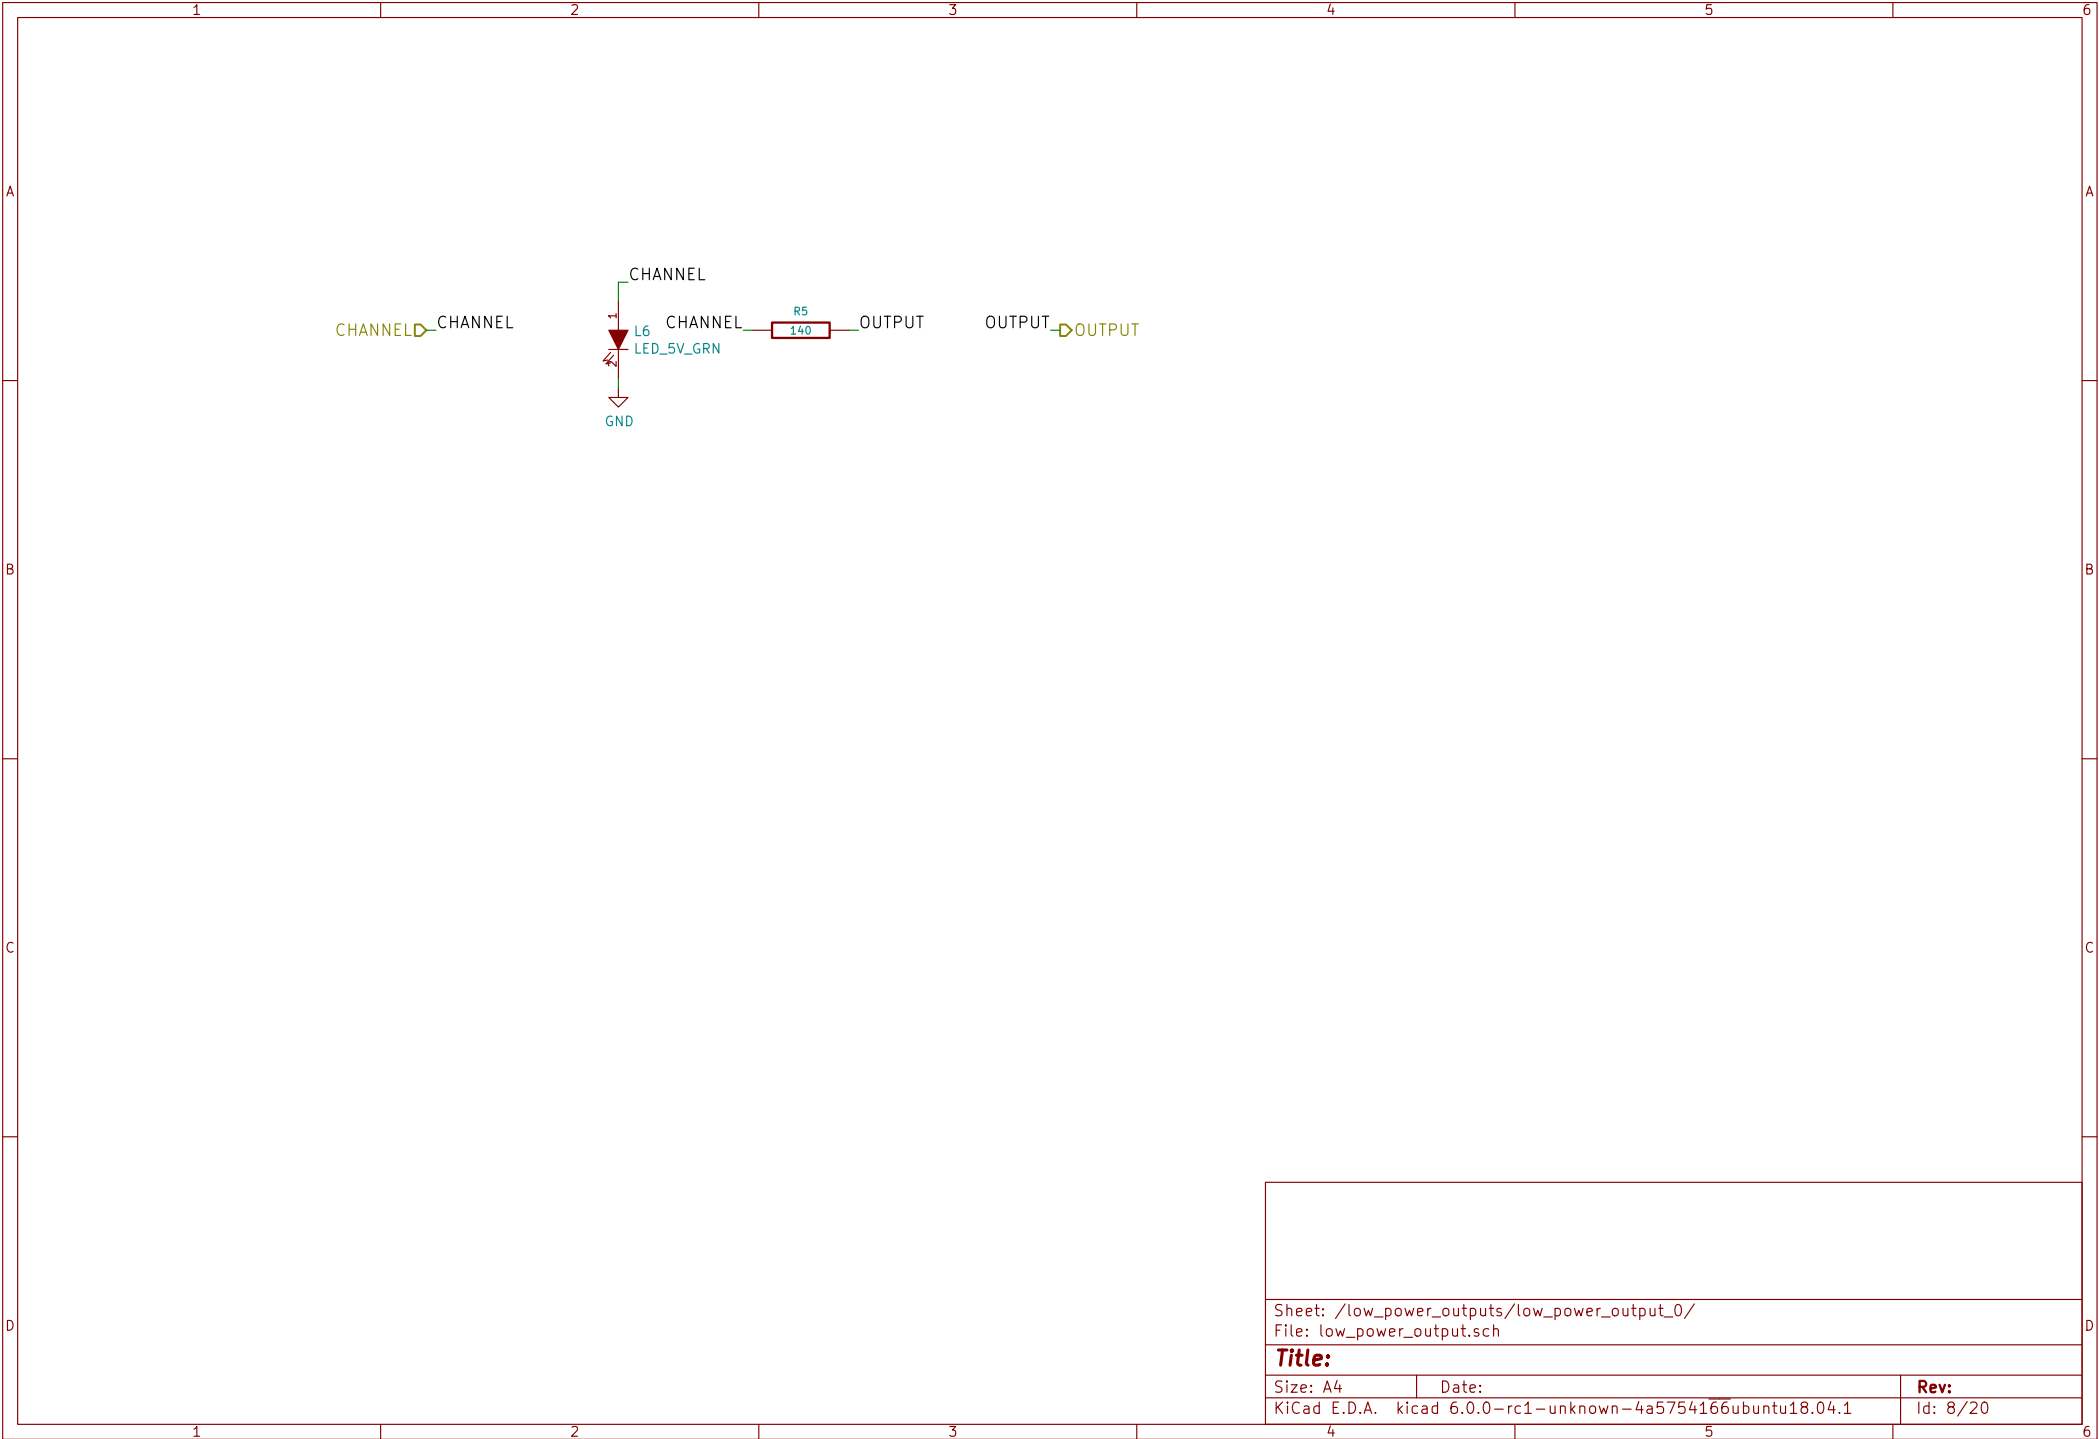 1 2 3 4 5 6
A A
CHANNEL
CHANNEL CHANNEL
1
L6
LED_5V_GRN
2
GND
CHANNEL R5 140 OUTPUT
OUTPUT OUTPUT
B B
C C
D D
Sheet: /low_power_outputs/low_power_output_0/
File: low_power_output.sch
Title:
Size: A4 Date: Rev:
KiCad E.D.A. kicad 6.0.0-rc1-unknown-4a5754166ubuntu18.04.1 Id: 8/20
1 2 3 4 5 6